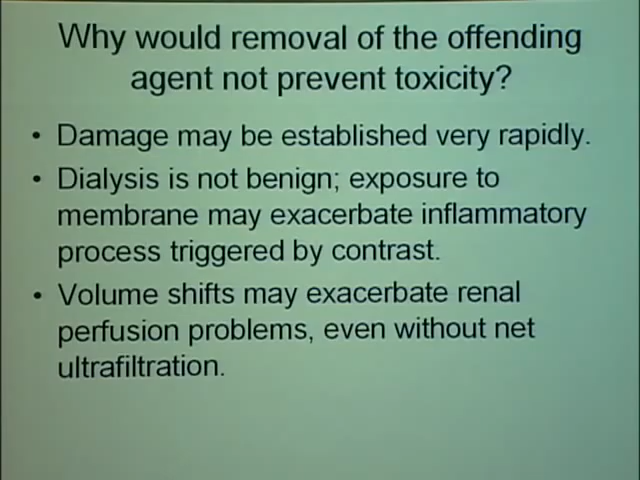 Why would removal of the offending
agent not prevent toxicity?
• Damage may be established very rapidly.
• Dialysis is not benign; exposure to
membrane may exacerbate inflammatory
process triggered by contrast.
• Volume shifts may exacerbate renal
perfusion problems, even without net
ultrafiltration.